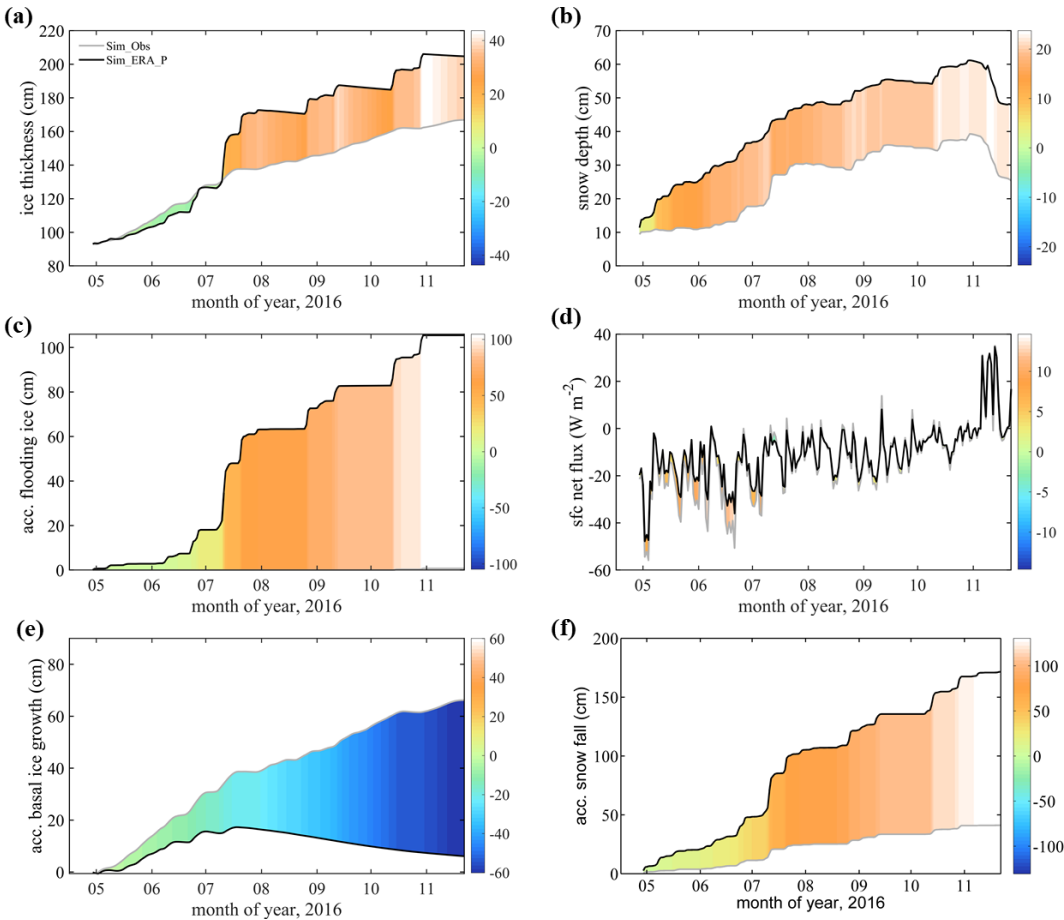 (a)
220
200
180
160
140
120
100
80
ice thickness (cm)
Sim_Obs
Sim_ERA_P
05 06 07 08 09 10 11
month of year, 2016
40
20
0
-20
-40
(b)
70
60
50
40
30
20
10
0
snow depth (cm)
05 06 07 08 09 10 11
month of year, 2016
20
10
0
-10
-20
(c)
100
80
60
40
20
0
acc. flooding ice (cm)
05 06 07 08 09 10 11
month of year, 2016
100
50
0
-50
-100
(d)
40
20
0
-20
-40
-60
sfc net flux (W m-2)
05 06 07 08 09 10 11
month of year, 2016
10
5
0
-5
-10
(e)
80
60
40
20
0
acc. basal ice growth (cm)
05 06 07 08 09 10 11
month of year, 2016
60
40
20
0
-20
-40
-60
(f)
200
150
100
50
0
acc. snow fall (cm)
05 06 07 08 09 10 11
month of year, 2016
100
50
0
-50
-100